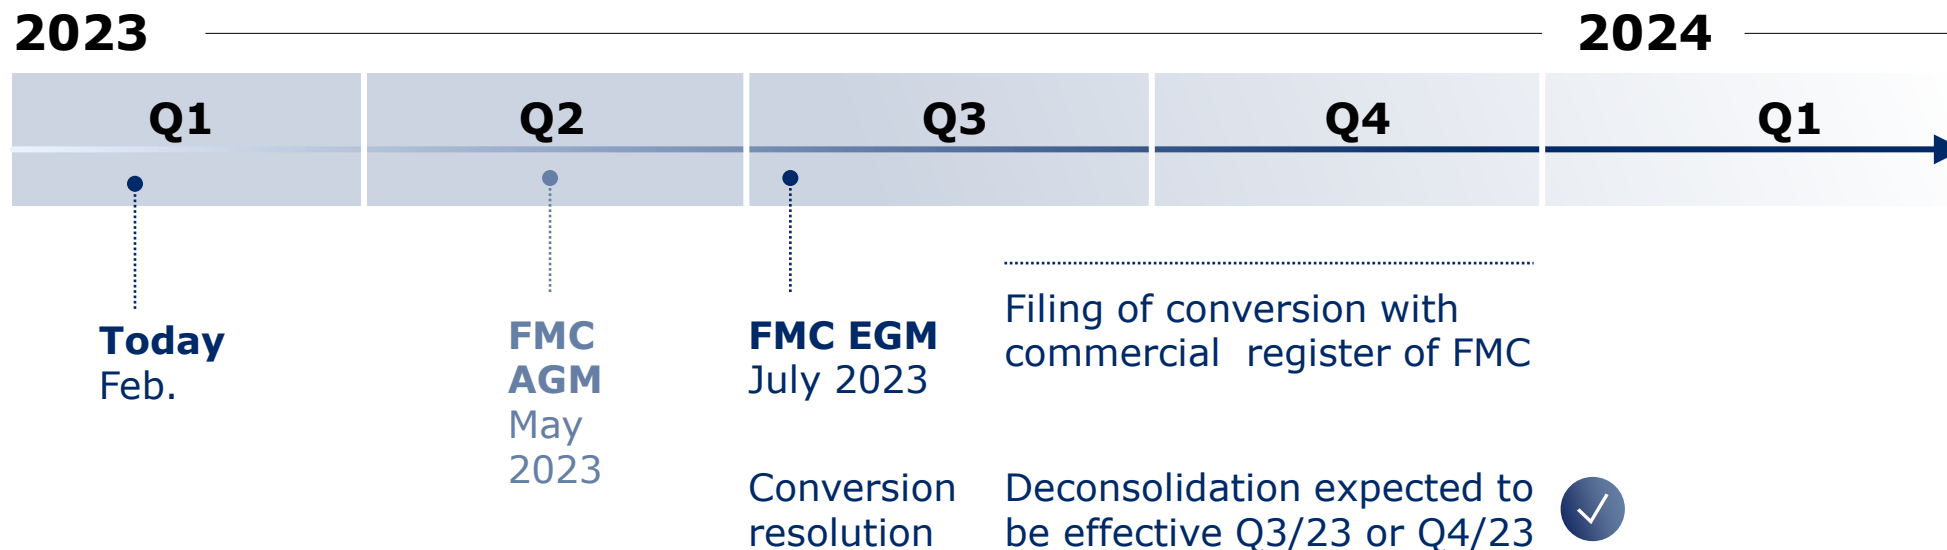 2023
2024
Q1
Q2
Q3
Q4
Q1
Today
Feb.
FMC
AGM
May
2023
FMC EGM
July 2023
Conversion
resolution
Filing of conversion with
commercial  register of FMC
Deconsolidation expected to
be effective Q3/23 or Q4/23